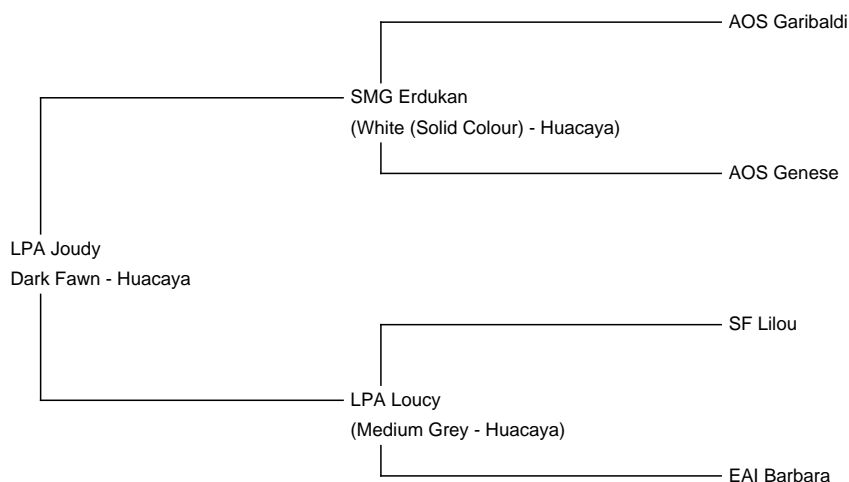 AOS Garibaldi
SMG Erdukan
(White (Solid Colour) - Huacaya)
AOS Genese
LPA Joudy
Dark Fawn - Huacaya
SF Lilou
LPA Loucy
(Medium Grey - Huacaya)
EAI Barbara